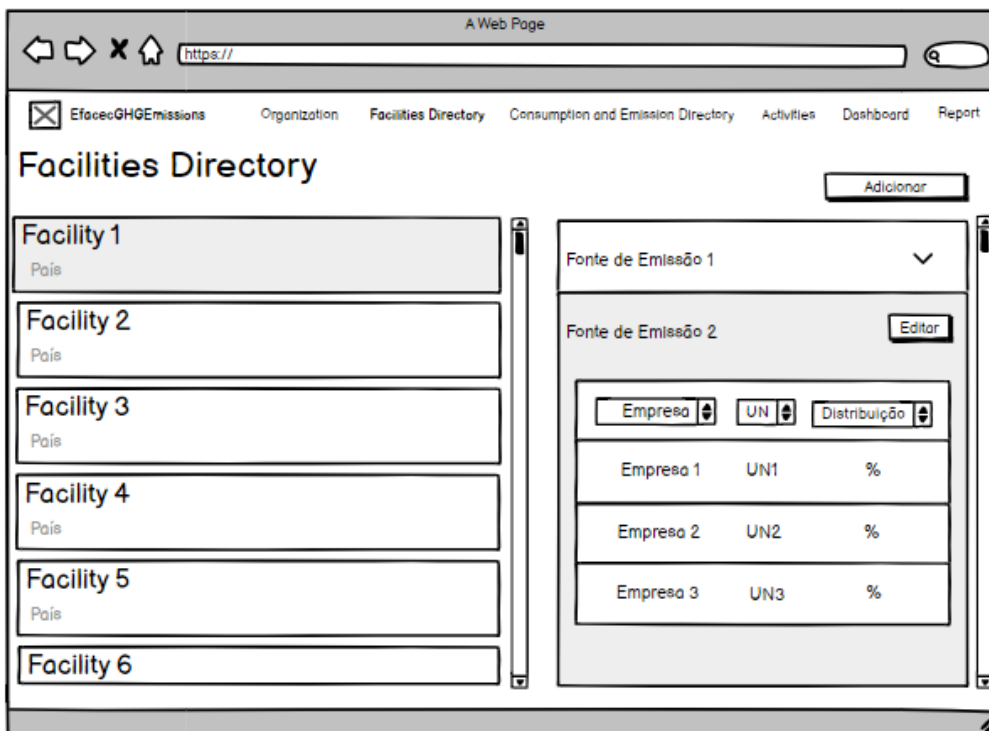 A Web Page
https://
EfacecGHGEmissions Organization Facilities Directory Consumption and Emission Directory Activities Dashboard Report
Facilities Directory
Adicionar
Facility 1
País
Facility 2
País
Facility 3
País
Facility 4
País
Facility 5
País
Facility 6
Fonte de Emissão 1
Fonte de Emissão 2
Editar
Empresa UN Distribuição
Empresa 1 UN1 %
Empresa 2 UN2 %
Empresa 3 UN3 %